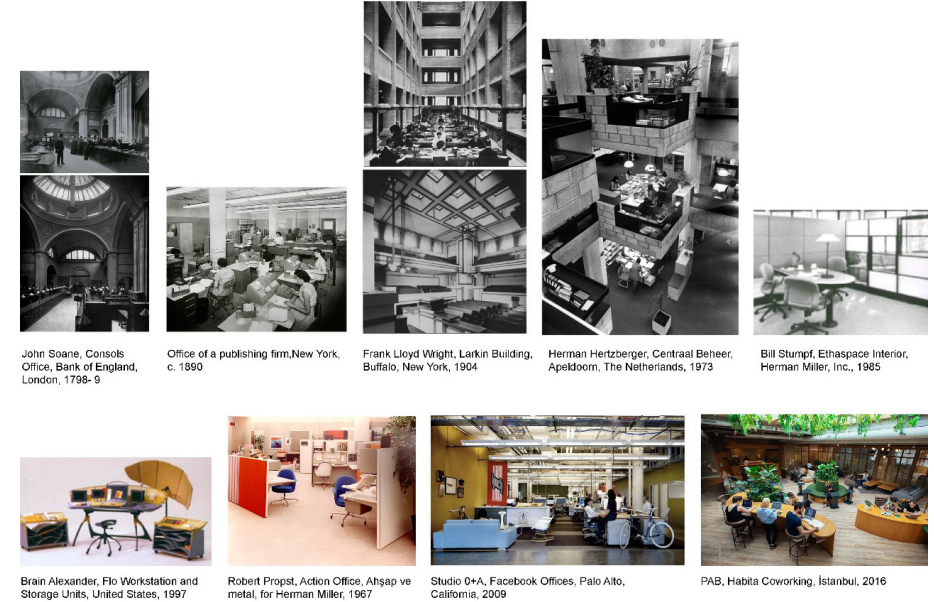 John Soane, Consols
Office, Bank of England,
London, 1798- 9
Office of a publishing firm,New York,
c. 1890
Frank Lloyd Wright, Larkin Building,
Buffalo, New York, 1904
Herman Hertzberger, Centraal Beheer,
Apeldoorn, The Netherlands, 1973
Bill Stumpf, Ethaspace Interior,
Herman Miller, Inc., 1985
Brain Alexander, Flo Workstation and
Storage Units, United States, 1997
Robert Propst, Action Office, Ahşap ve
metal, for Herman Miller, 1967
Studio 0+A, Facebook Offices, Palo Alto,
California, 2009
PAB, Habita Coworking, İstanbul, 2016